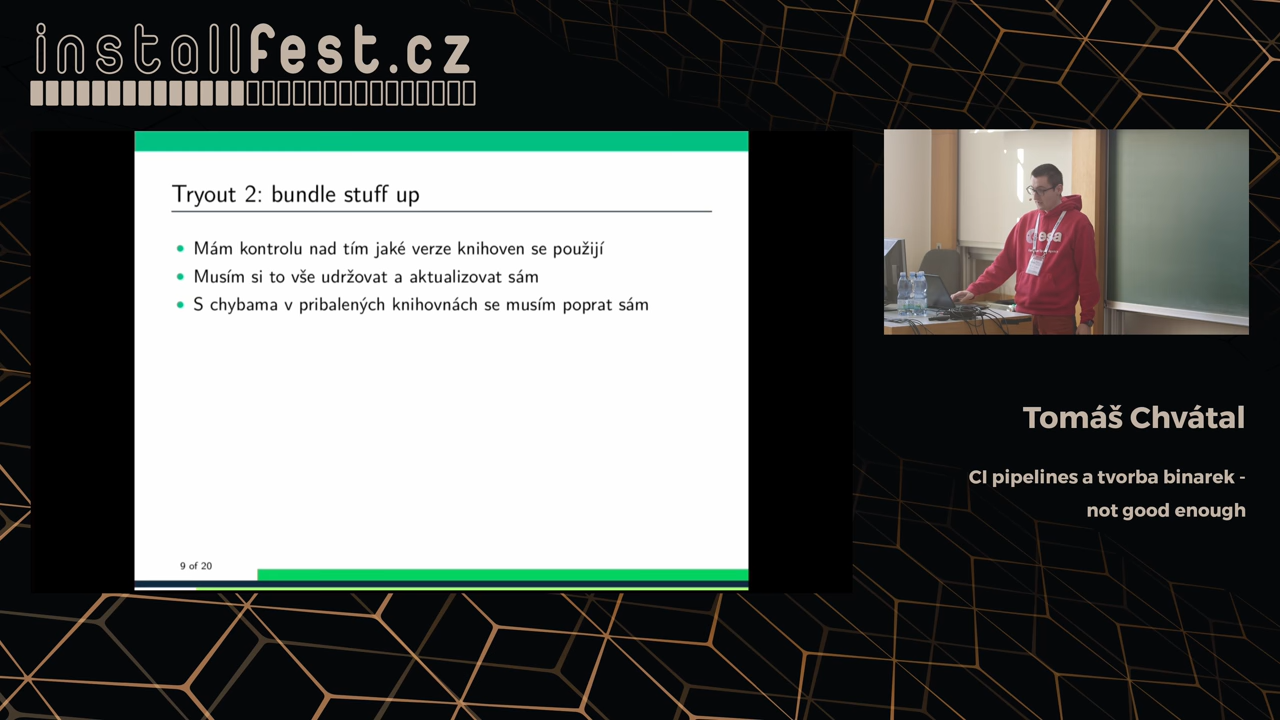 installfest.cz
Tryout 2: bundle stuff up
Mám kontrolu nad tím jaké verze knihoven se použijí
Musím si to vše udržovat a aktualizovat sám
S chybama v pribalených knihovnách se musím poprat sám
9 of 20
esa
Tomáš Chvátal
CI pipelines a tvorba binarek -
not good enough